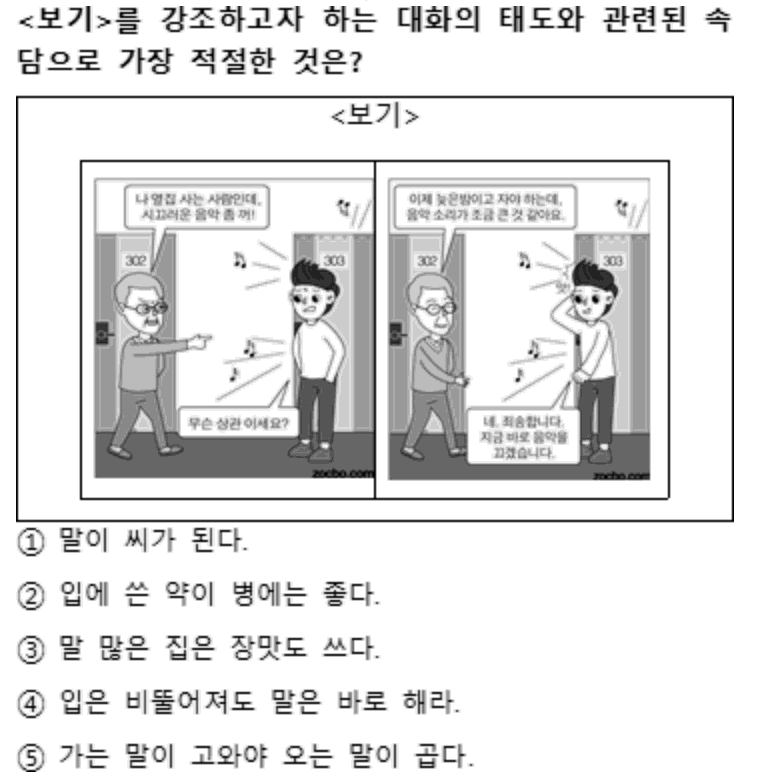 <보기>를 강조하고자 하는 대화의 태도와 관련된 속
담으로 가장 적절한 것은?
<보기>
나 옆집 사는 사람인데,
시끄러운 음악 좀 꺼!
302
303
무슨 상관 이세요?
zocbo.com
이제 늦은밤이고 자야 하는데,
음악 소리가 조금 큰 것 같아요.
302
303
네, 죄송합니다.
지금 바로 음악을
끄겠습니다.
zocbo.com
① 말이 씨가 된다.
② 입에 쓴 약이 병에는 좋다.
③ 말 많은 집은 장맛도 쓰다.
④ 입은 비뚤어져도 말은 바로 해라.
⑤ 가는 말이 고와야 오는 말이 곱다.